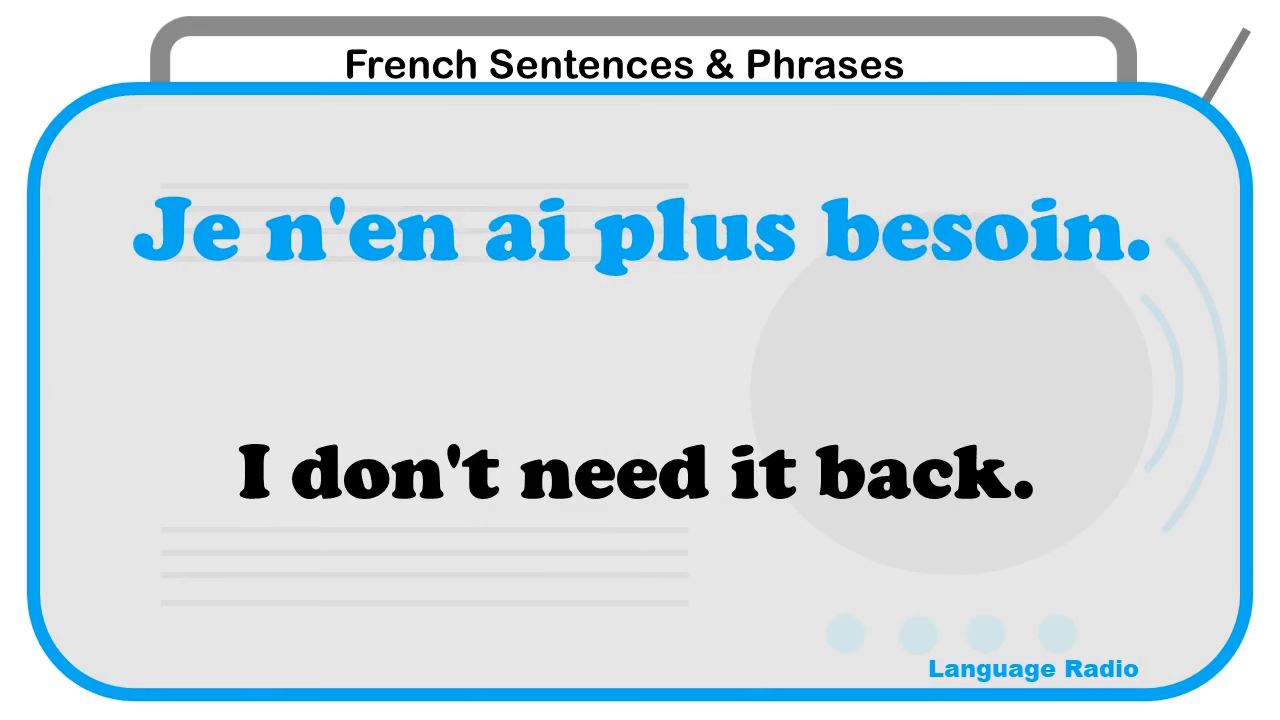 French Sentences & Phrases
Je n'en ai plus besoin.
I don't need it back.
Language Radio